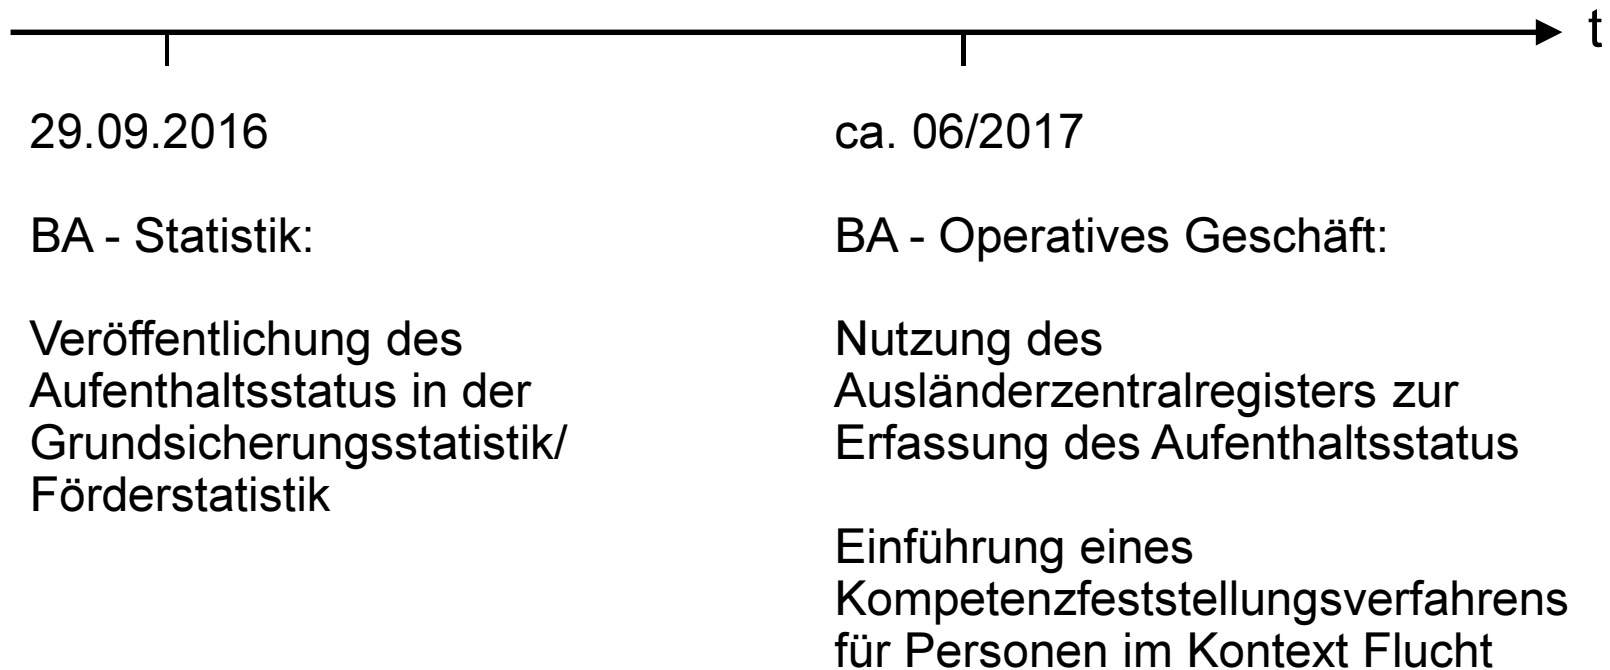 t
29.09.2016
BA - Statistik:
Veröffentlichung des
Aufenthaltsstatus in der
Grundsicherungsstatistik/
Förderstatistik
ca. 06/2017
BA - Operatives Geschäft:
Nutzung des
Ausländerzentralregisters zur
Erfassung des Aufenthaltsstatus
Einführung eines
Kompetenzfeststellungsverfahrens
für Personen im Kontext Flucht